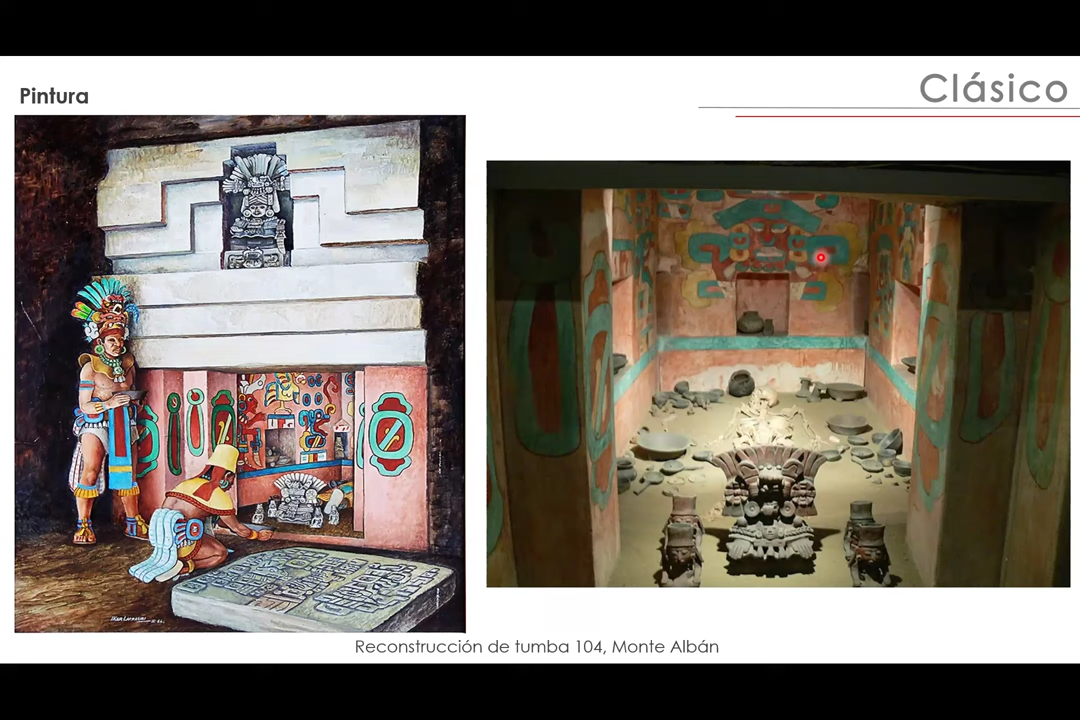 Clásico
Pintura
Reconstrucción de tumba 104, Monte Albán